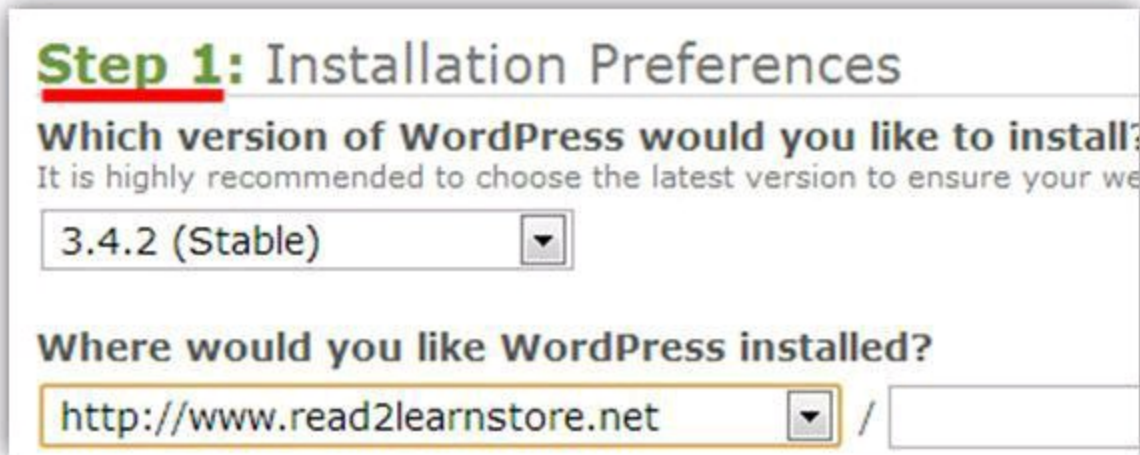 Step 1: Installation Preferences
Which version of WordPress would you like to install?
It is highly recommended to choose the latest version to ensure your we
3.4.2 (Stable)
Where would you like WordPress installed?
http://www.read2learnstore.net /